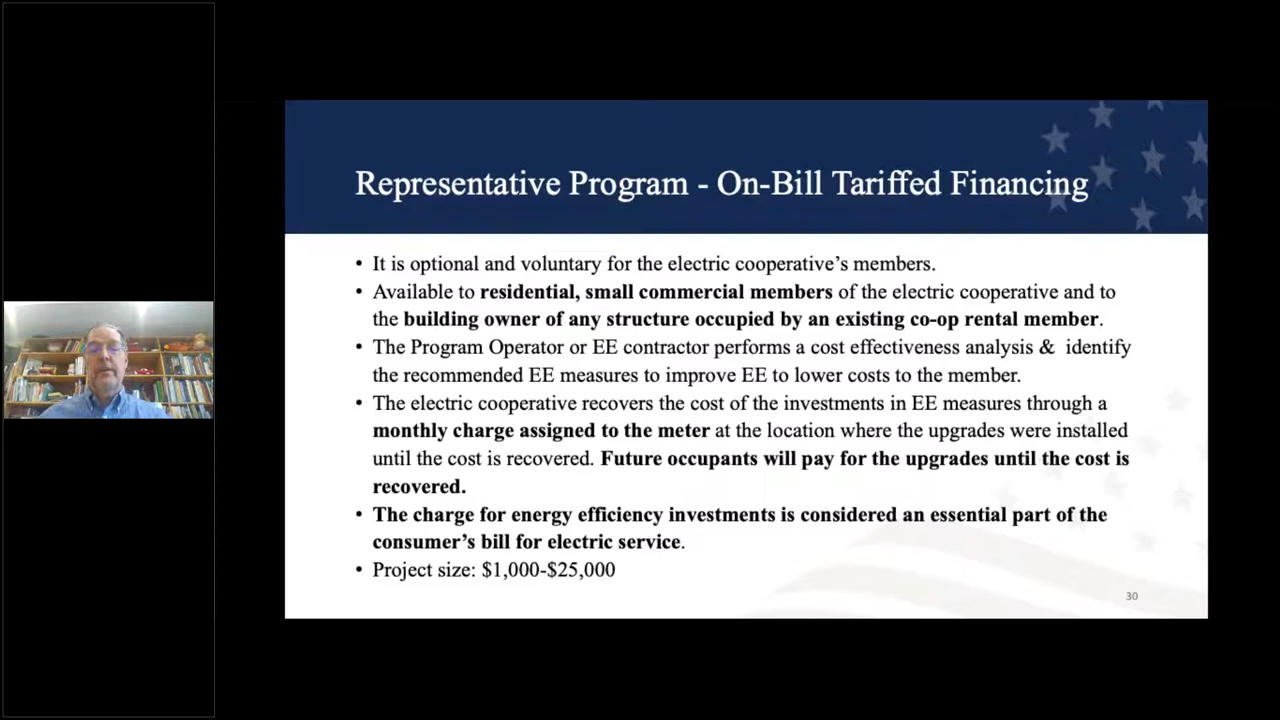 Representative Program - On-Bill Tariffed Financing
• It is optional and voluntary for the electric cooperative’s members.
• Available to residential, small commercial members of the electric cooperative and to
the building owner of any structure occupied by an existing co-op rental member.
• The Program Operator or EE contractor performs a cost effectiveness analysis & identify
the recommended EE measures to improve EE to lower costs to the member.
• The electric cooperative recovers the cost of the investments in EE measures through a
monthly charge assigned to the meter at the location where the upgrades were installed
until the cost is recovered. Future occupants will pay for the upgrades until the cost is
recovered.
• The charge for energy efficiency investments is considered an essential part of the
consumer’s bill for electric service.
• Project size: $1,000-$25,000
30